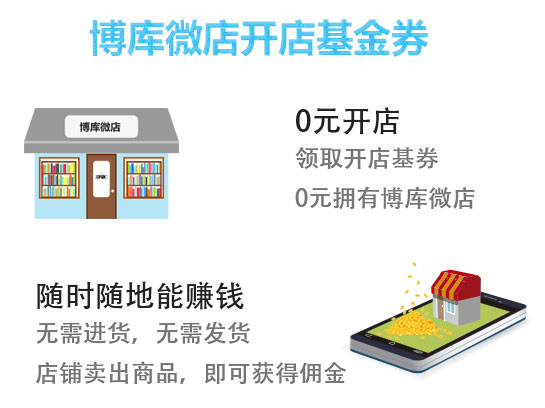 博库微店开店基金券
博库微店
0元开店
领取开店基券
0元拥有博库微店
随时随地能赚钱
无需进货，无需发货
店铺卖出商品，即可获得佣金